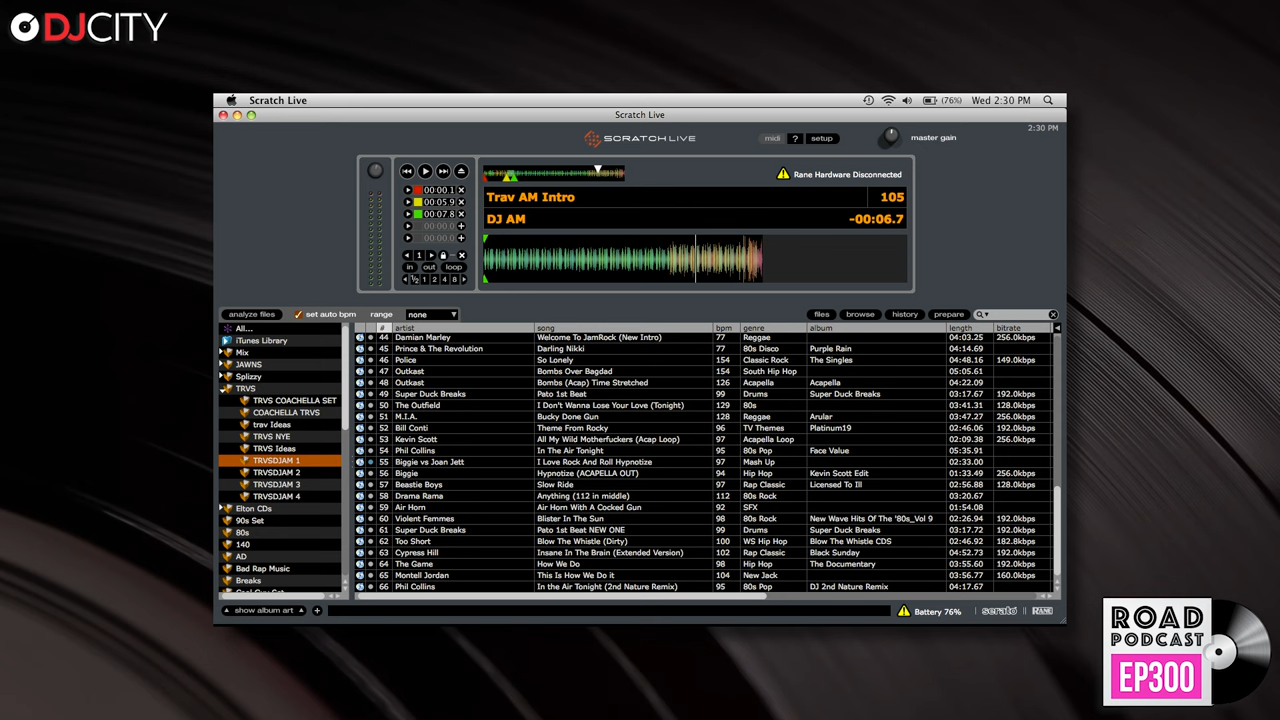 DJCITY
Scratch Live (76%) Wed 2:30 PM
Scratch Live
2:30 PM
SCRATCH LIVE midi ? setup master gain
Rane Hardware Disconnected
00:00.1 Trav AM Intro 105
00:05.9
00:07.8 DJ AM -00:06.7
00:00.0
00:00.0
1
in out loop
½ 1 2 4 8
analyze files set auto bpm range none files browse history prepare
# artist song bpm genre album length bitrate
All...
iTunes Library
Mix
JAWNS
Splizzy
TRVS
TRVS COACHELLA SET
COACHELLA TRVS
trav Ideas
TRVS NYE
TRVS Ideas
TRVSDJAM 1
TRVSDJAM 2
TRVSDJAM 3
TRVSDJAM 4
Elton CDs
90s Set
80s
140
AD
Bad Rap Music
Breaks
44 Damian Marley Welcome To JamRock (New Intro) 77 Reggae 04:03.25 256.0kbps
45 Prince & The Revolution Darling Nikki 77 80s Disco Purple Rain 04:14.69
46 Police So Lonely 154 Classic Rock The Singles 04:48.16 149.0kbps
47 Outkast Bombs Over Bagdad 154 South Hip Hop 05:05.61
48 Outkast Bombs (Acap) Time Stretched 126 Acapella Acapella 04:22.09
49 Super Duck Breaks Pato 1st Beat 99 Drums Super Duck Breaks 03:17.67 192.0kbps
50 The Outfield I Don't Wanna Lose Your Love (Tonight) 129 80s 03:41.31 128.0kbps
51 M.I.A. Bucky Done Gun 128 Reggae Arular 03:47.27 256.0kbps
52 Bill Conti Theme From Rocky 96 TV Themes Platinum19 02:46.06 192.0kbps
53 Kevin Scott All My Wild Motherfuckers (Acap Loop) 97 Acapella Loop 02:09.38 256.0kbps
54 Phil Collins In The Air Tonight 95 80s Pop Face Value 05:35.91
55 Biggie vs Joan Jett I Love Rock And Roll Hypnotize 97 Mash Up 02:33.00
56 Biggie Hypnotize (ACAPELLA OUT) 94 Hip Hop Kevin Scott Edit 01:33.49 256.0kbps
57 Beastie Boys Slow Ride 97 Rap Classic Licensed To Ill 02:56.88 128.0kbps
58 Drama Rama Anything (112 in middle) 112 80s Rock 03:20.67
59 Air Horn Air Horn With A Cocked Gun 92 SFX
60 Violent Femmes Blister In The Sun 98 80s Rock New Wave Hits Of The '80s_Vol 9 02:26.94 128.0kbps
61 Super Duck Breaks Pato 1st Beat NEW ONE 99 Drums Super Duck Breaks 03:17.72 192.0kbps
62 Too Short Blow The Whistle (Dirty) 100 WS Hip Hop Blow The Whistle CDS 02:46.92 182.8kbps
63 Cypress Hill Insane In The Brain (Extended Version) 102 Rap Classic Black Sunday 04:52.73 192.0kbps
64 The Game How We Do 98 Hip Hop The Documentary 03:55.60 192.0kbps
65 Montell Jordan This Is How We Do it 104 New Jack 03:56.77 160.0kbps
66 Phil Collins In the Air Tonight (2nd Nature Remix) 95 80s Pop DJ 2nd Nature Remix 04:17.67 192.0kbps
show album art Battery 76% serato RANE
ROAD
PODCAST
EP300